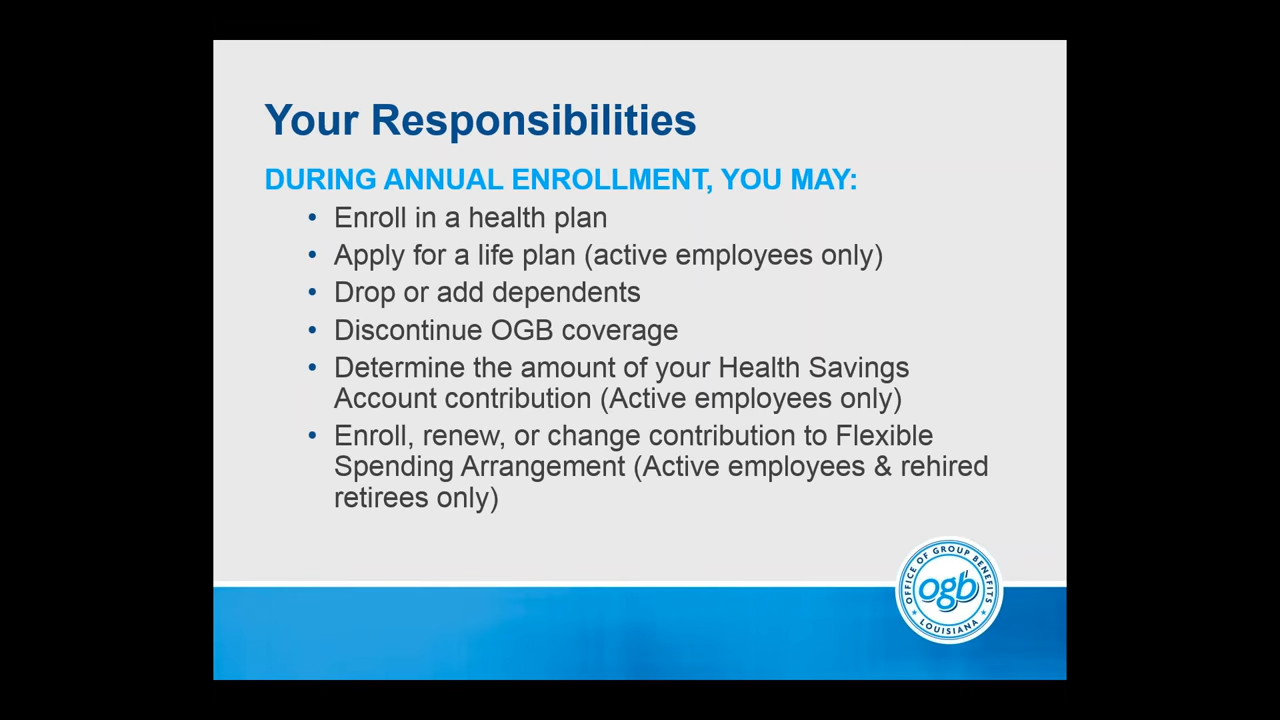 Your Responsibilities
DURING ANNUAL ENROLLMENT, YOU MAY:
• Enroll in a health plan
• Apply for a life plan (active employees only)
• Drop or add dependents
• Discontinue OGB coverage
• Determine the amount of your Health Savings
Account contribution (Active employees only)
• Enroll, renew, or change contribution to Flexible
Spending Arrangement (Active employees & rehired
retirees only)
OFFICE OF GROUP BENEFITS
ogb
LOUISIANA